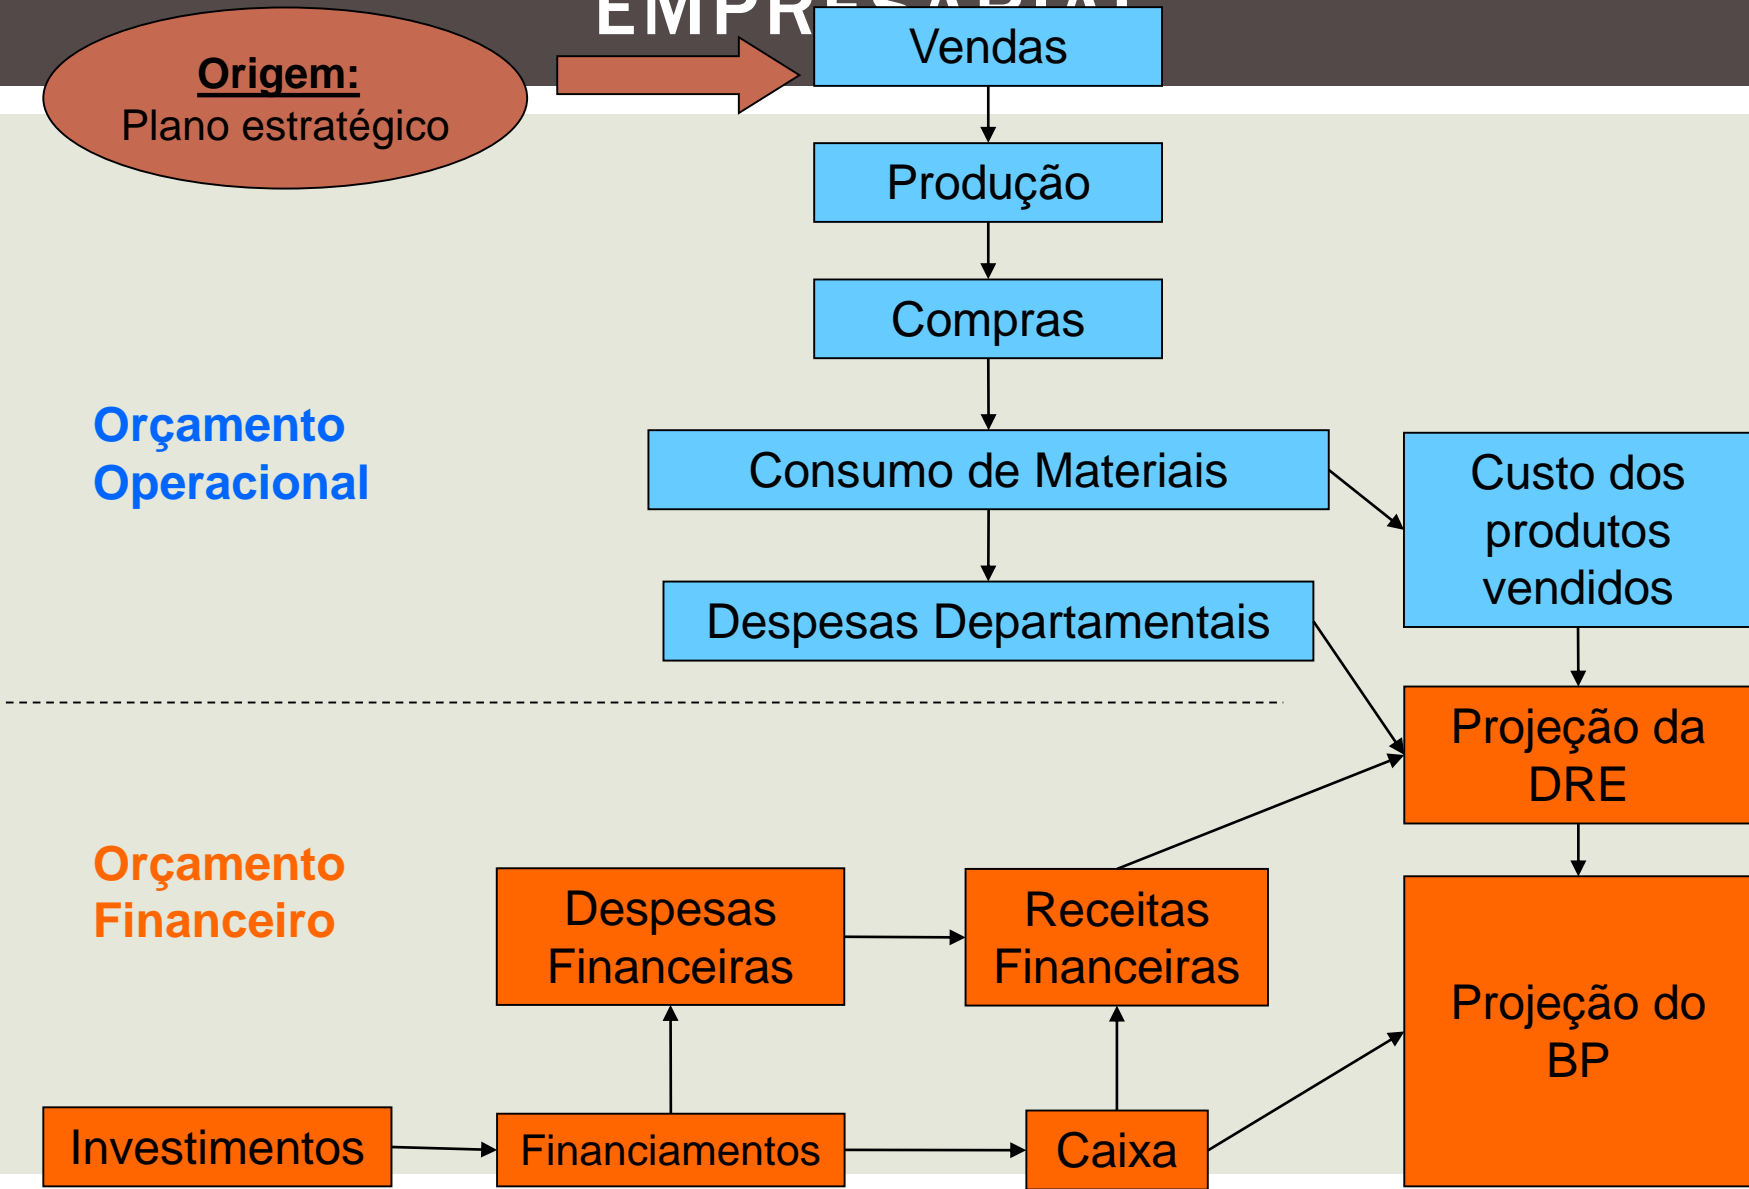 EMPRESARIAL
Origem:
Plano estratégico
Vendas
Produção
Compras
Orçamento
Operacional
Consumo de Materiais
Custo dos
produtos
vendidos
Despesas Departamentais
Projeção da
DRE
Orçamento
Financeiro
Despesas
Financeiras
Receitas
Financeiras
Projeção do
BP
Investimentos
Financiamentos
Caixa